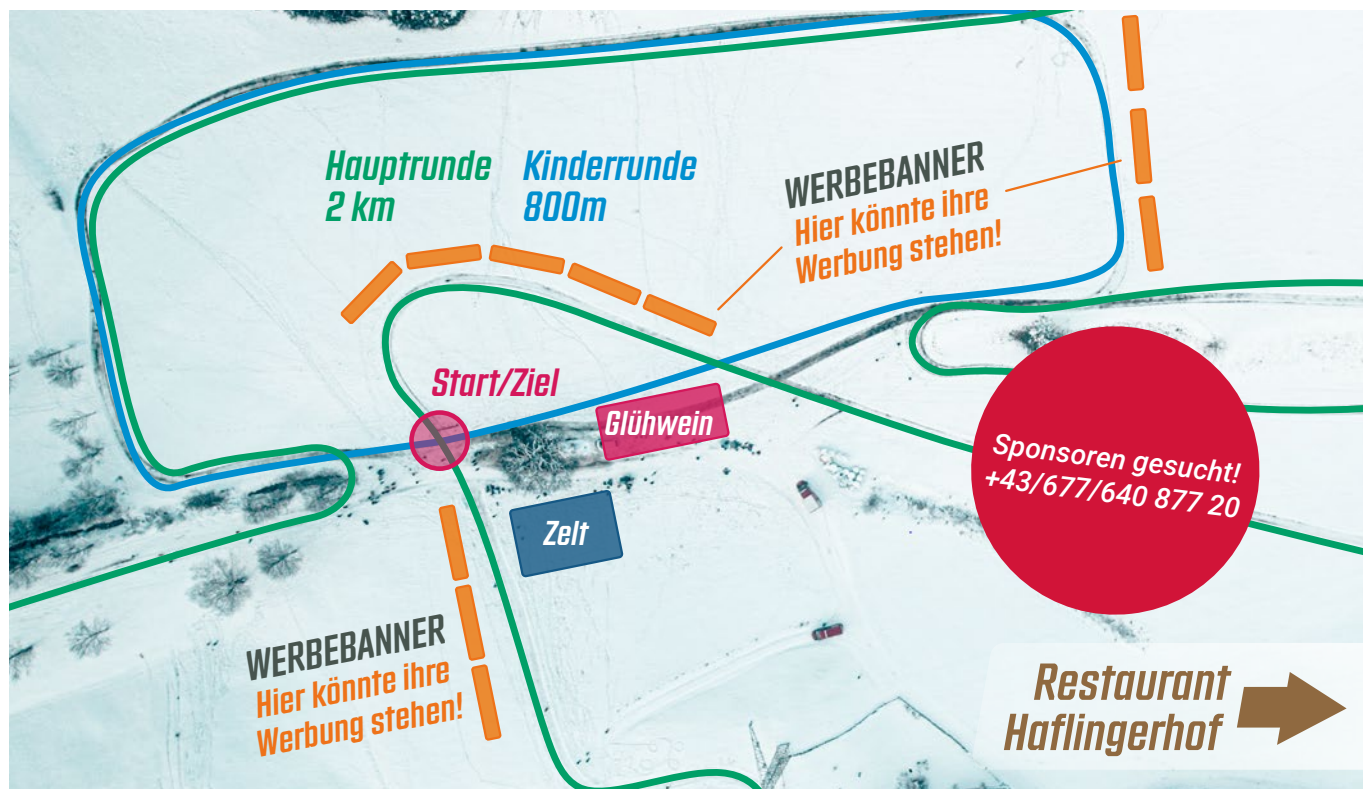 Hauptrunde
2 km
Kinderrunde
800m
WERBEBANNER
Hier könnte ihre
Werbung stehen!
Start/Ziel
Glühwein
Sponsoren gesucht!
+43/677/640 877 20
Zelt
WERBEBANNER
Hier könnte ihre
Werbung stehen!
Restaurant
Haflingerhof